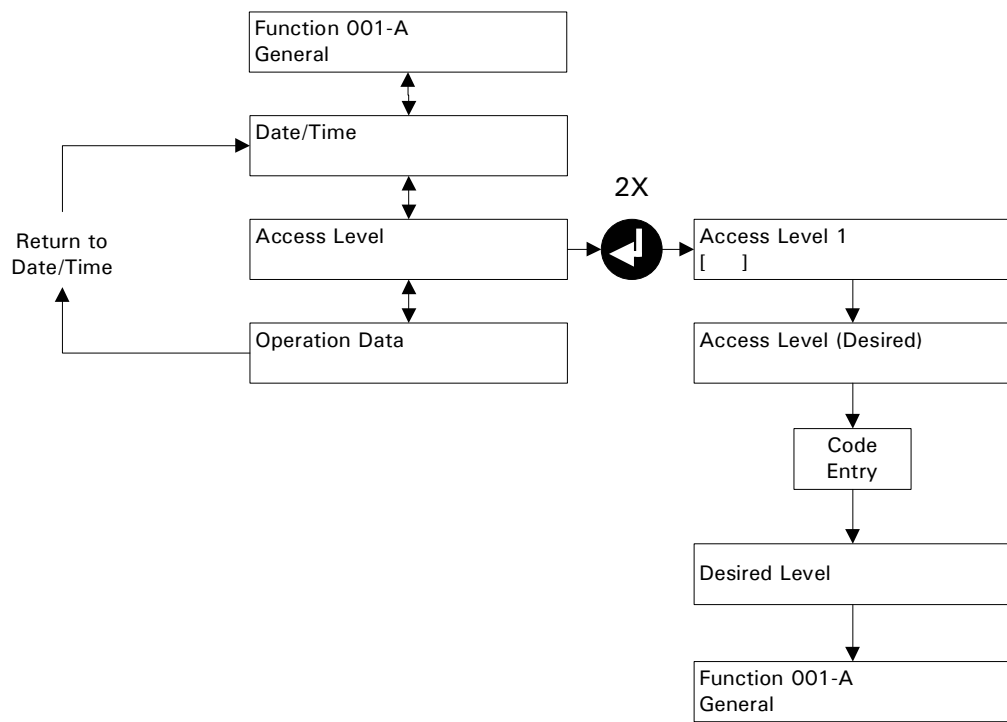 Function 001-A
General
Date/Time
2X
Return to
Date/Time
Access Level
Access Level 1
[ ]
Operation Data
Access Level (Desired)
Code
Entry
Desired Level
Function 001-A
General